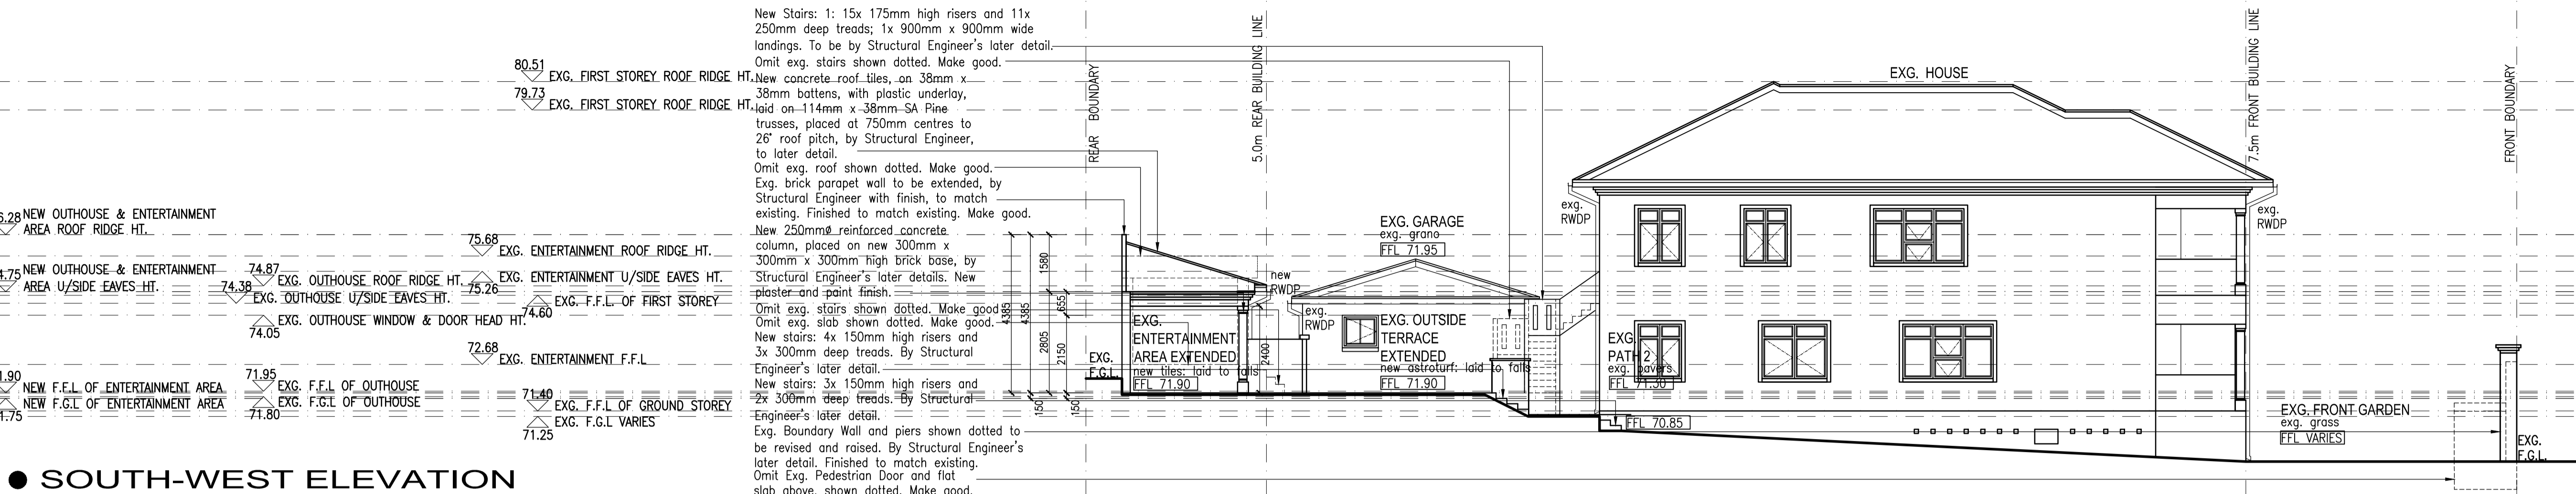 80.51
EXG. FIRST STOREY ROOF RIDGE HT.
79.73
EXG. FIRST STOREY ROOF RIDGE HT.
NEW OUTHOUSE & ENTERTAINMENT
AREA ROOF RIDGE HT.
75.68
EXG. ENTERTAINMENT ROOF RIDGE HT.
NEW OUTHOUSE & ENTERTAINMENT
AREA U/SIDE EAVES HT.
74.87
EXG. OUTHOUSE ROOF RIDGE HT.
EXG. ENTERTAINMENT U/SIDE EAVES HT.
75.26
74.38
EXG. OUTHOUSE U/SIDE EAVES HT.
EXG. F.F.L. OF FIRST STOREY
74.60
EXG. OUTHOUSE WINDOW & DOOR HEAD HT.
74.05
72.68
EXG. ENTERTAINMENT F.F.L
NEW F.F.L OF ENTERTAINMENT AREA
NEW F.G.L OF ENTERTAINMENT AREA
71.95
EXG. F.F.L OF OUTHOUSE
EXG. F.G.L OF OUTHOUSE
71.80
71.40
EXG. F.F.L OF GROUND STOREY
EXG. F.G.L VARIES
71.25
● SOUTH-WEST ELEVATION
New Stairs: 1: 15x 175mm high risers and 11x
250mm deep treads; 1x 900mm x 900mm wide
landings. To be by Structural Engineer's later detail.
Omit exg. stairs shown dotted. Make good.
New concrete roof tiles, on 38mm x
38mm battens, with plastic underlay,
laid on 114mm x 38mm SA Pine
trusses, placed at 750mm centres to
26° roof pitch, by Structural Engineer,
to later detail.
Omit exg. roof shown dotted. Make good.
Exg. brick parapet wall to be extended, by
Structural Engineer with finish, to match
existing. Finished to match existing. Make good.
New 250mmø reinforced concrete
column, placed on new 300mm x
300mm x 300mm high brick base, by
Structural Engineer's later details. New
plaster and paint finish.
Omit exg. stairs shown dotted. Make good
Omit exg. slab shown dotted. Make good.
New stairs: 4x 150mm high risers and
3x 300mm deep treads. By Structural
Engineer's later detail.
New stairs: 3x 150mm high risers and
2x 300mm deep treads. By Structural
Engineer's later detail.
Exg. Boundary Wall and piers shown dotted to
be revised and raised. By Structural Engineer's
later detail. Finished to match existing.
Omit Exg. Pedestrian Door and flat
slab above, shown dotted. Make good.
4385
4385
1580
2805
655
2150
150
150
EXG.
F.G.L.
REAR BOUNDARY
5.0m REAR BUILDING LINE
EXG.
ENTERTAINMENT
AREA EXTENDED
new tiles: laid to falls
FFL 71.90
2400
new
RWDP
exg.
RWDP
EXG. GARAGE
exg. grano
FFL 71.95
EXG. OUTSIDE
TERRACE
EXTENDED
new astroturf: laid to falls
FFL 71.90
EXG. HOUSE
exg.
RWDP
EXG.
PATH 2
exg. pavers
FFL 71.30
FFL 70.85
exg.
RWDP
7.5m FRONT BUILDING LINE
FRONT BOUNDARY
EXG. FRONT GARDEN
exg. grass
FFL VARIES
EXG.
F.G.L.